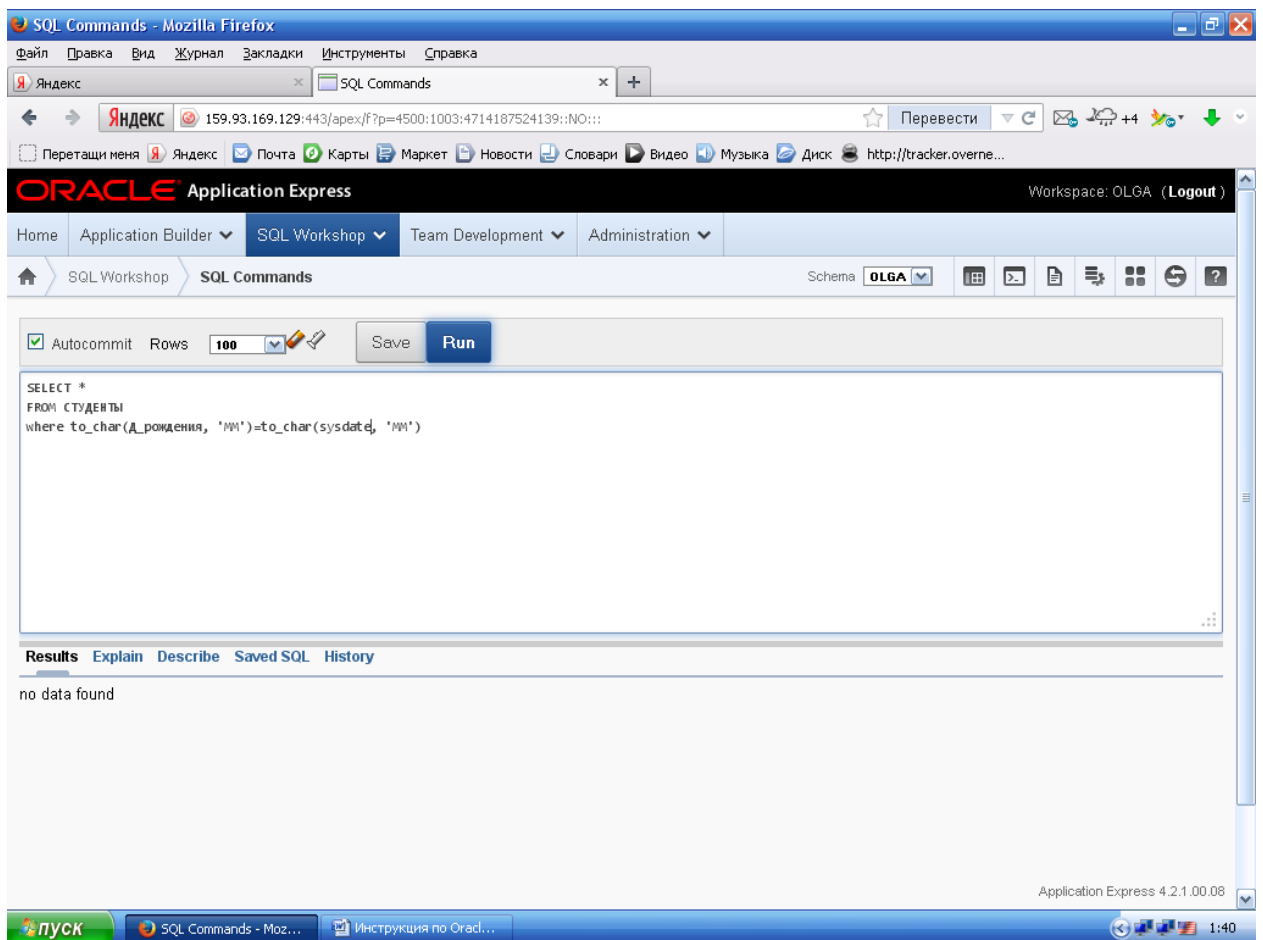 SQL Commands - Mozilla Firefox
Файл Правка Вид Журнал Закладки Инструменты Справка
Я Яндекс × SQL Commands × +
Яндекс 159.93.169.129:443/apex/f?p=4500:1003:4714187524139::NO::: Перевести +4
Перетащи меня Я Яндекс Почта Карты Маркет Новости Словари Видео Музыка Диск http://tracker.overne...
ORACLE Application Express Workspace: OLGA (Logout)
Home Application Builder SQL Workshop Team Development Administration
SQL Workshop SQL Commands Schema OLGA
Autocommit Rows 100 Save Run
SELECT *
FROM СТУДЕНТЫ
where to_char(Д_рождения, 'MM')=to_char(sysdate, 'MM')
Results Explain Describe Saved SQL History
no data found
Application Express 4.2.1.00.08
пуск SQL Commands - Moz... Инструкция по Oracl... 1:40